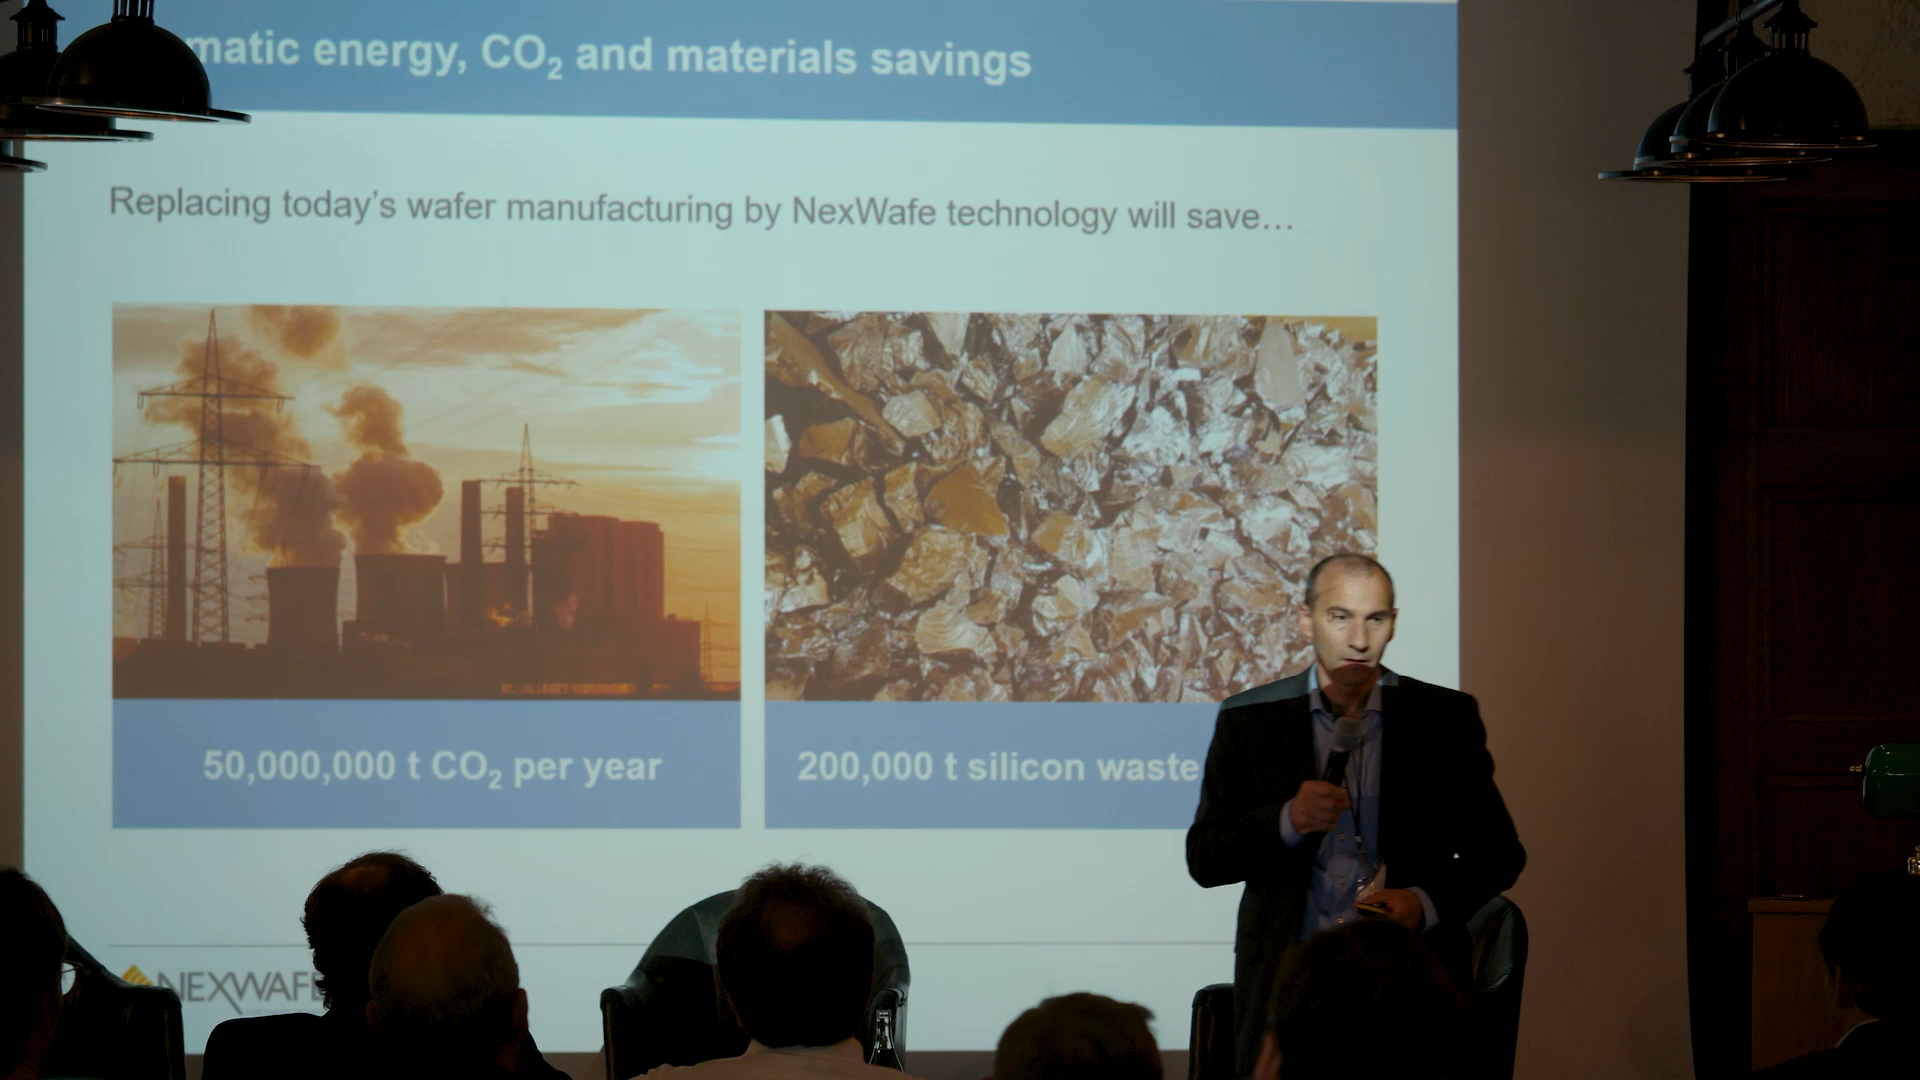 matic energy, CO₂ and materials savings
Replacing today's wafer manufacturing by NexWafe technology will save…
50,000,000 t CO₂ per year
200,000 t silicon waste
NEXWAFE